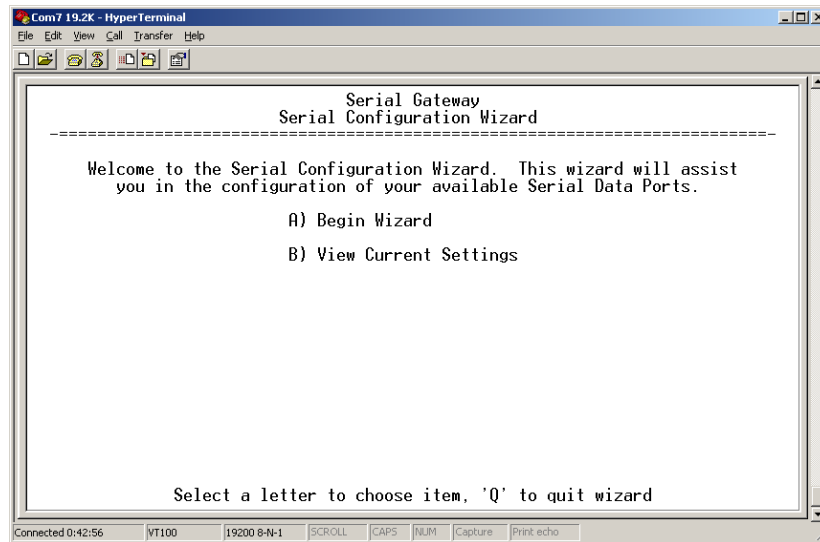 Com7 19.2K - HyperTerminal
File Edit View Call Transfer Help
Serial Gateway
Serial Configuration Wizard
-==========================================================================-
Welcome to the Serial Configuration Wizard. This wizard will assist
you in the configuration of your available Serial Data Ports.
A) Begin Wizard
B) View Current Settings
Select a letter to choose item, 'Q' to quit wizard
Connected 0:42:56 VT100 19200 8-N-1 SCROLL CAPS NUM Capture Print echo